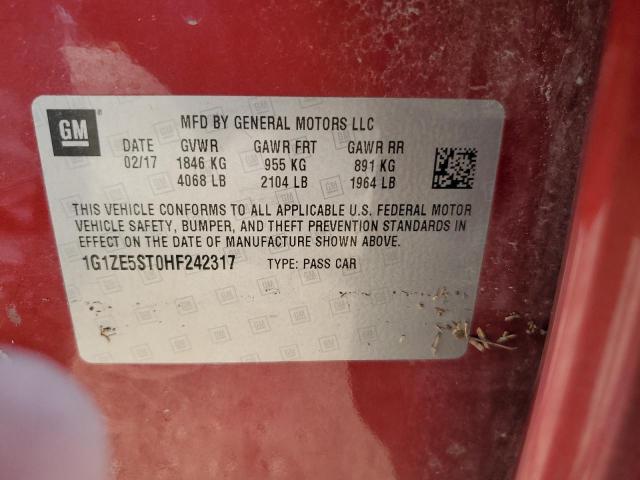 GM
MFD BY GENERAL MOTORS LLC
DATE GVWR GAWR FRT GAWR RR
02/17 1846 KG 955 KG 891 KG
4068 LB 2104 LB 1964 LB
THIS VEHICLE CONFORMS TO ALL APPLICABLE U.S. FEDERAL MOTOR
VEHICLE SAFETY, BUMPER, AND THEFT PREVENTION STANDARDS IN
EFFECT ON THE DATE OF MANUFACTURE SHOWN ABOVE.
1G1ZE5ST0HF242317 TYPE: PASS CAR